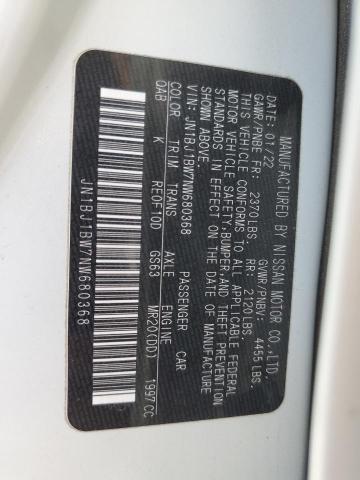 MANUFACTURED BY NISSAN MOTOR CO.,LTD.
DATE: 01/22 GVWR/PNBV: 4455 LBS.
GAWR/PNBE FR: 2370LBS. RR: 2120LBS.
THIS VEHICLE CONFORMS TO ALL APPLICABLE FEDERAL
MOTOR VEHICLE SAFETY,BUMPER,AND THEFT PREVENTION
STANDARDS IN EFFECT ON THE DATE OF MANUFACTURE
SHOWN ABOVE.
VIN: JN1BJ1BW7NW680368 PASSENGER CAR
COLOR TRIM TRANS AXLE ENGINE
QAB K RE0F10D GS63 MR20(DD) 1997CC
JN1BJ1BW7NW680368